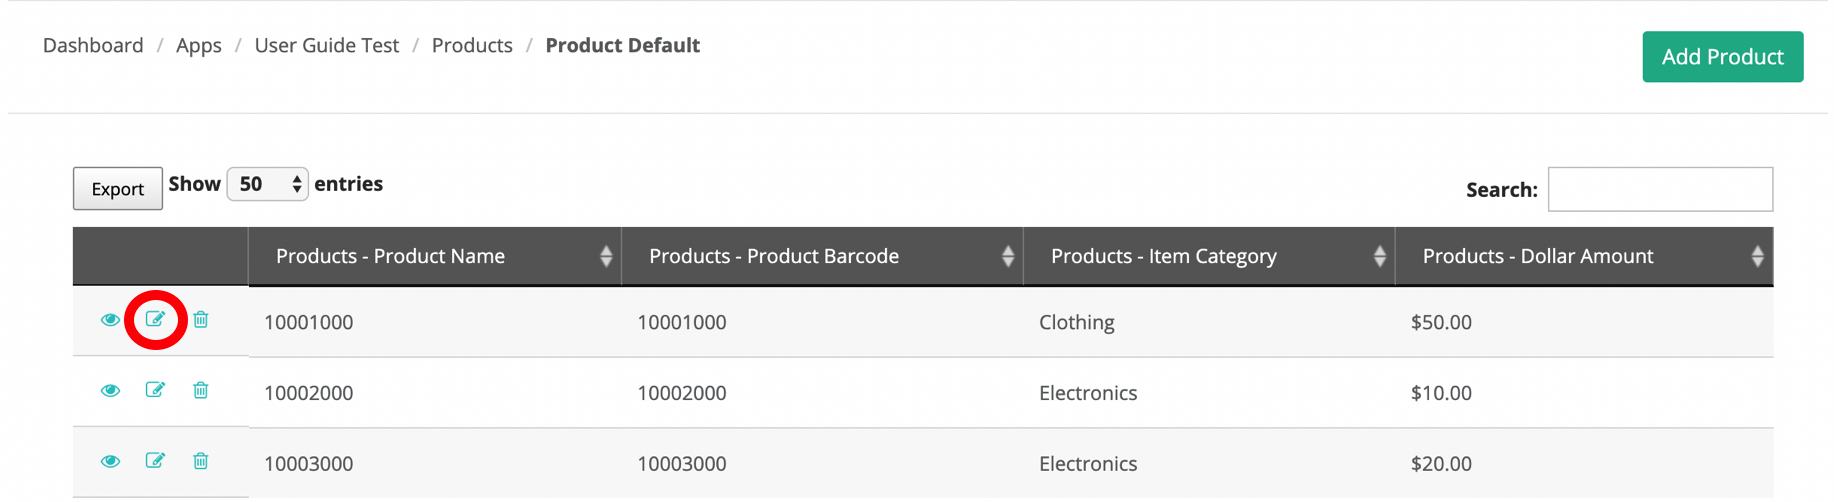 Dashboard / Apps / User Guide Test / Products / Product Default
Add Product
Export Show 50 entries
Search:
Products - Product Name Products - Product Barcode Products - Item Category Products - Dollar Amount
10001000 10001000 Clothing $50.00
10002000 10002000 Electronics $10.00
10003000 10003000 Electronics $20.00